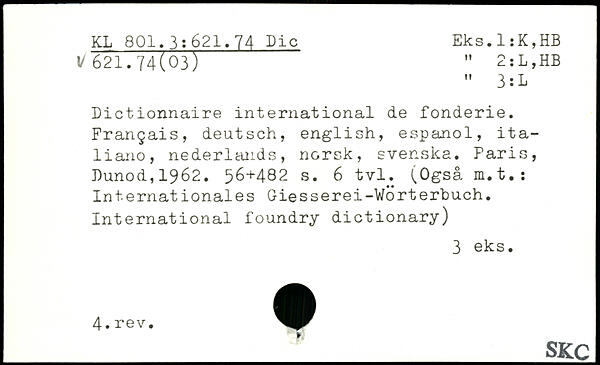 KL 801.3:621.74 Dic Eks.1:K,HB
√ 621.74(03) " 2:L,HB
" 3:L
Dictionnaire international de fonderie.
Français, deutsch, english, espanol, ita-
liano, nederlands, norsk, svenska. Paris,
Dunod,1962. 56+482 s. 6 tvl. (Også m.t.:
Internationales Giesserei-Wörterbuch.
International foundry dictionary)
3 eks.
4.rev.
SKC